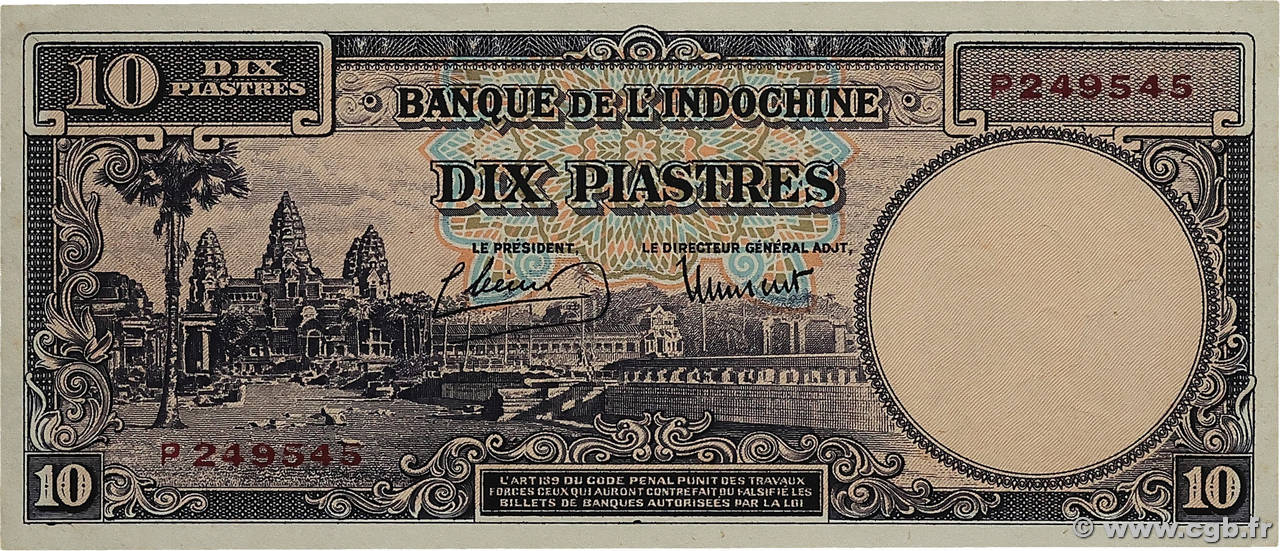 10 DIX
PIASTRES
P249545
BANQUE DE L'INDOCHINE
DIX PIASTRES
LE PRÉSIDENT, LE DIRECTEUR GÉNÉRAL ADJT,
P 249545
10
L'ART 139 DU CODE PENAL PUNIT DES TRAVAUX
FORCES CEUX QUI AURONT CONTREFAIT OU FALSIFIÉ LES
BILLETS DE BANQUES AUTORISEÉS PAR LA LOI
10
© www.cgb.fr